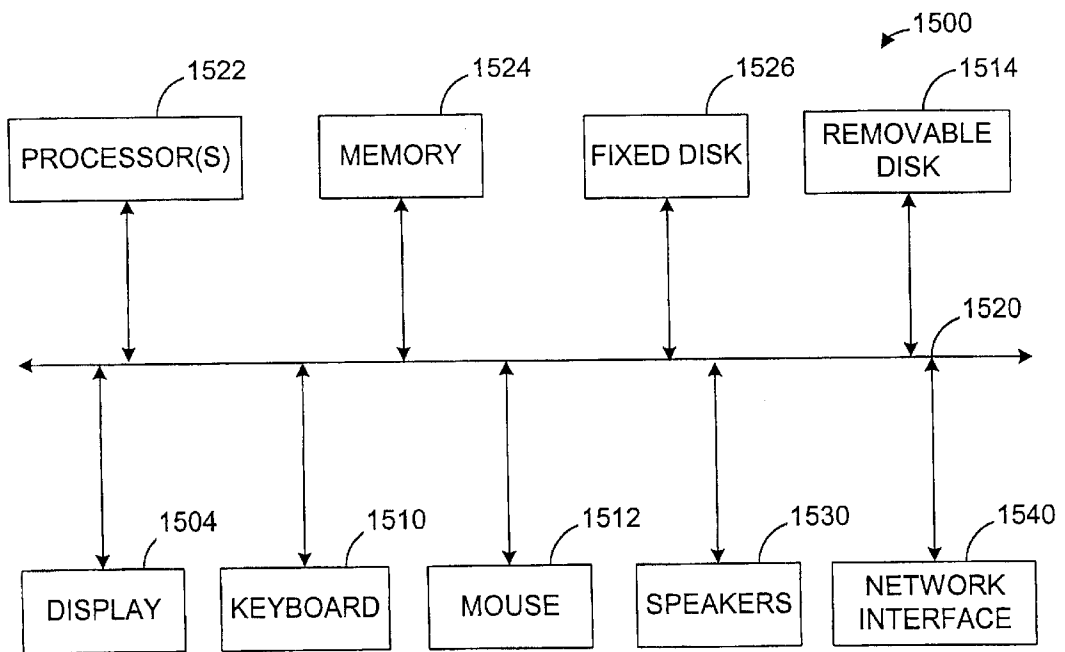 1500
1522
1524
1526
1514
PROCESSOR(S)
MEMORY
FIXED DISK
REMOVABLE
DISK
1520
1504
1510
1512
1530
1540
DISPLAY
KEYBOARD
MOUSE
SPEAKERS
NETWORK
INTERFACE